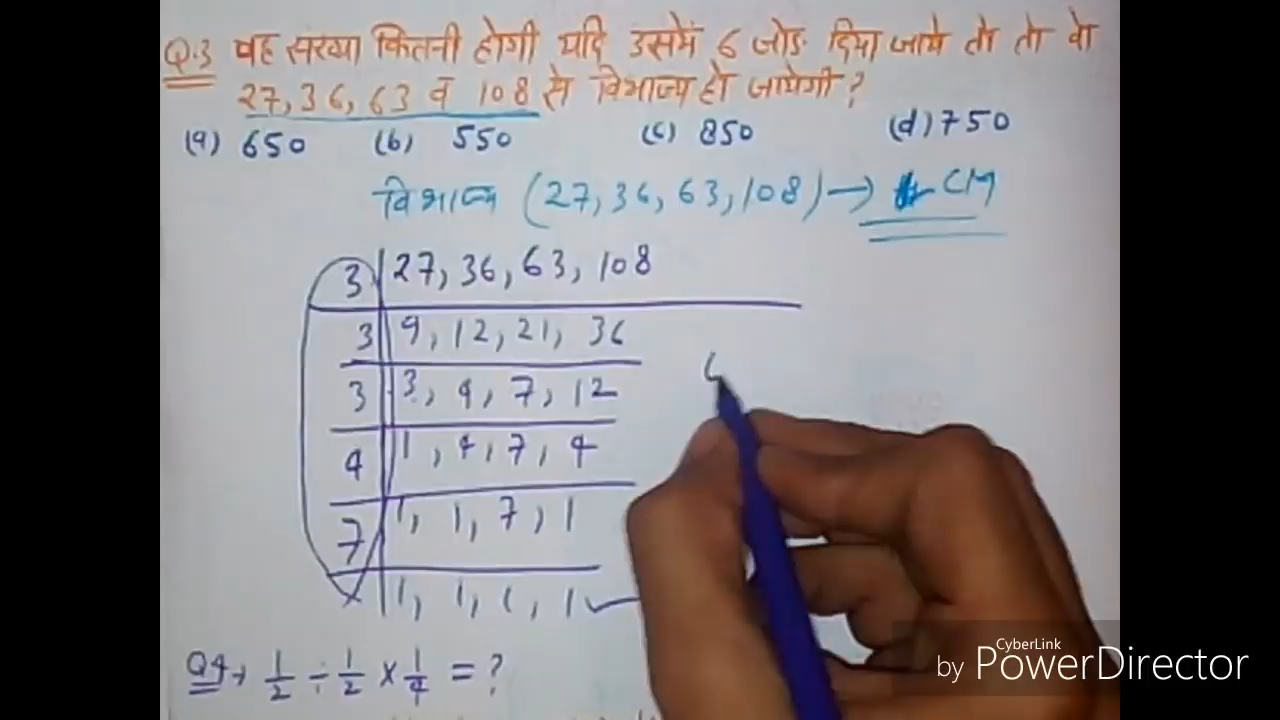 Q.3 वह सख्या कितनी होगी यदि उसमें 6 जोड दिया जाये तो तो वो
27, 36, 63 व 108 से विभाज्य हो जायेगी ?
(a) 650 (b) 550 (c) 850 (d) 750
विभाज्य (27, 36, 63, 108) → LCM
3 27, 36, 63, 108
3 9, 12, 21, 36
3 3, 4, 7, 12
4 1, 4, 7, 4
7 1, 1, 7, 1
× 1, 1, 1, 1
Q4, 1/2 ÷ 1/2 × 1/4 = ?
CyberLink
by PowerDirector